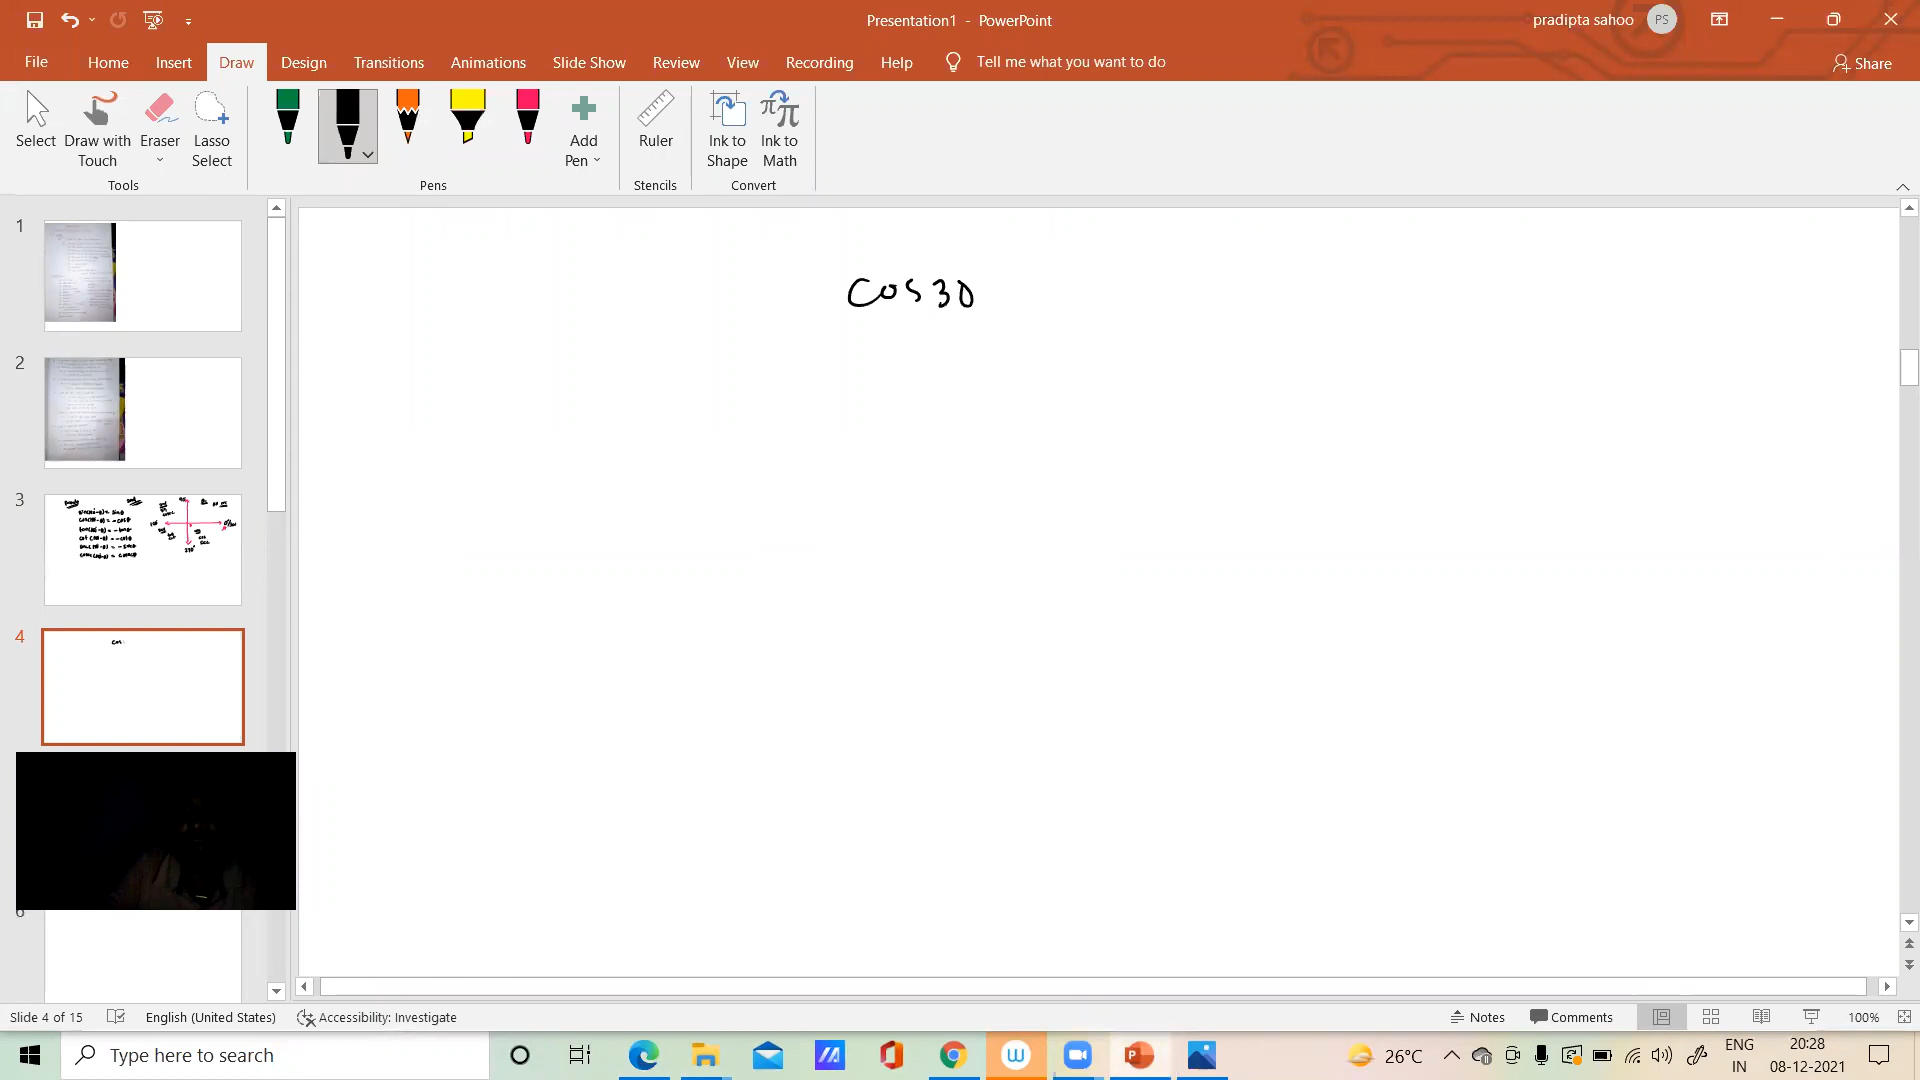 Presentation1 - PowerPoint
pradipta sahoo
PS
File
Home
Insert
Draw
Design
Transitions
Animations
Slide Show
Review
View
Recording
Help
Tell me what you want to do
Share
Select
Draw with Touch
Eraser
Lasso Select
Add Pen
Ruler
Ink to Shape
Ink to Math
Tools
Pens
Stencils
Convert
1
2
3
4
6
cos 30
Slide 4 of 15
English (United States)
Accessibility: Investigate
Notes
Comments
100%
Type here to search
26°C
ENG
IN
20:28
08-12-2021